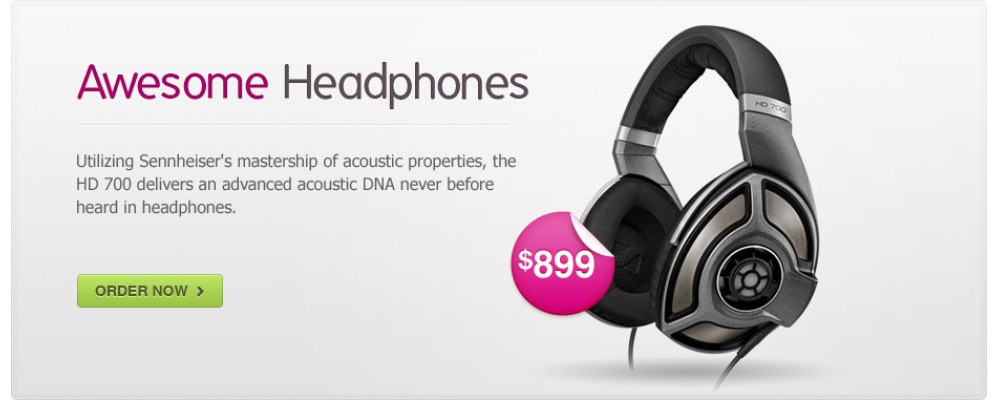 Awesome Headphones
Utilizing Sennheiser's mastership of acoustic properties, the
HD 700 delivers an advanced acoustic DNA never before
heard in headphones.
ORDER NOW
$899
HD 700